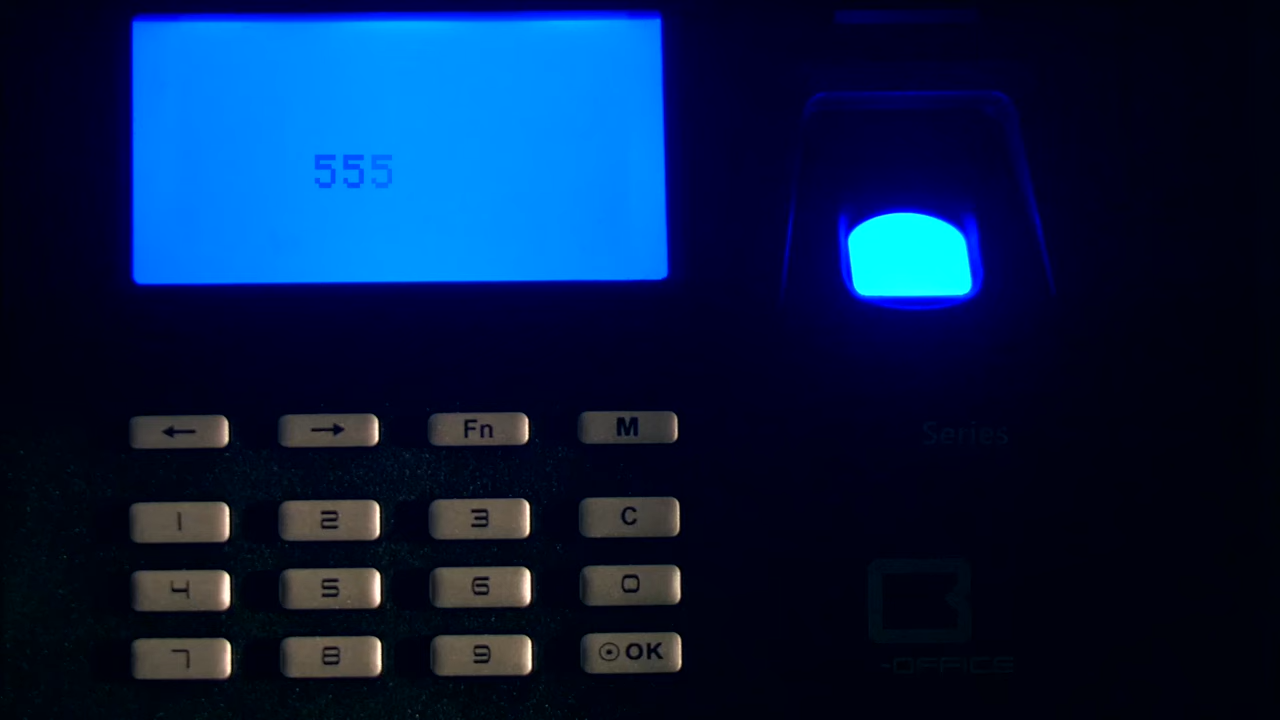 555
← → Fn M
1 2 3 C
4 5 6 0
7 8 9 OK
Series
-OFFICE